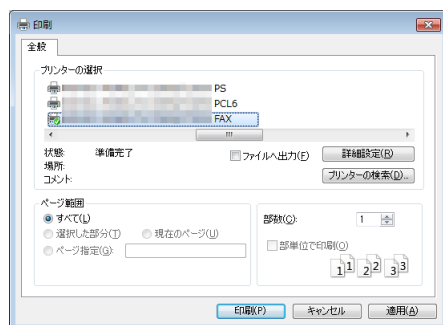 印刷
全般
プリンターの選択
PS
PCL6
FAX
状態: 準備完了
場所:
コメント:
ファイルへ出力(F)
詳細設定(R)
プリンターの検索(D)...
ページ範囲
すべて(L)
選択した部分(T) 現在のページ(U)
ページ指定(G):
部数(C): 1
部単位で印刷(O)
1 1 2 2 3 3
印刷(P) キャンセル 適用(A)